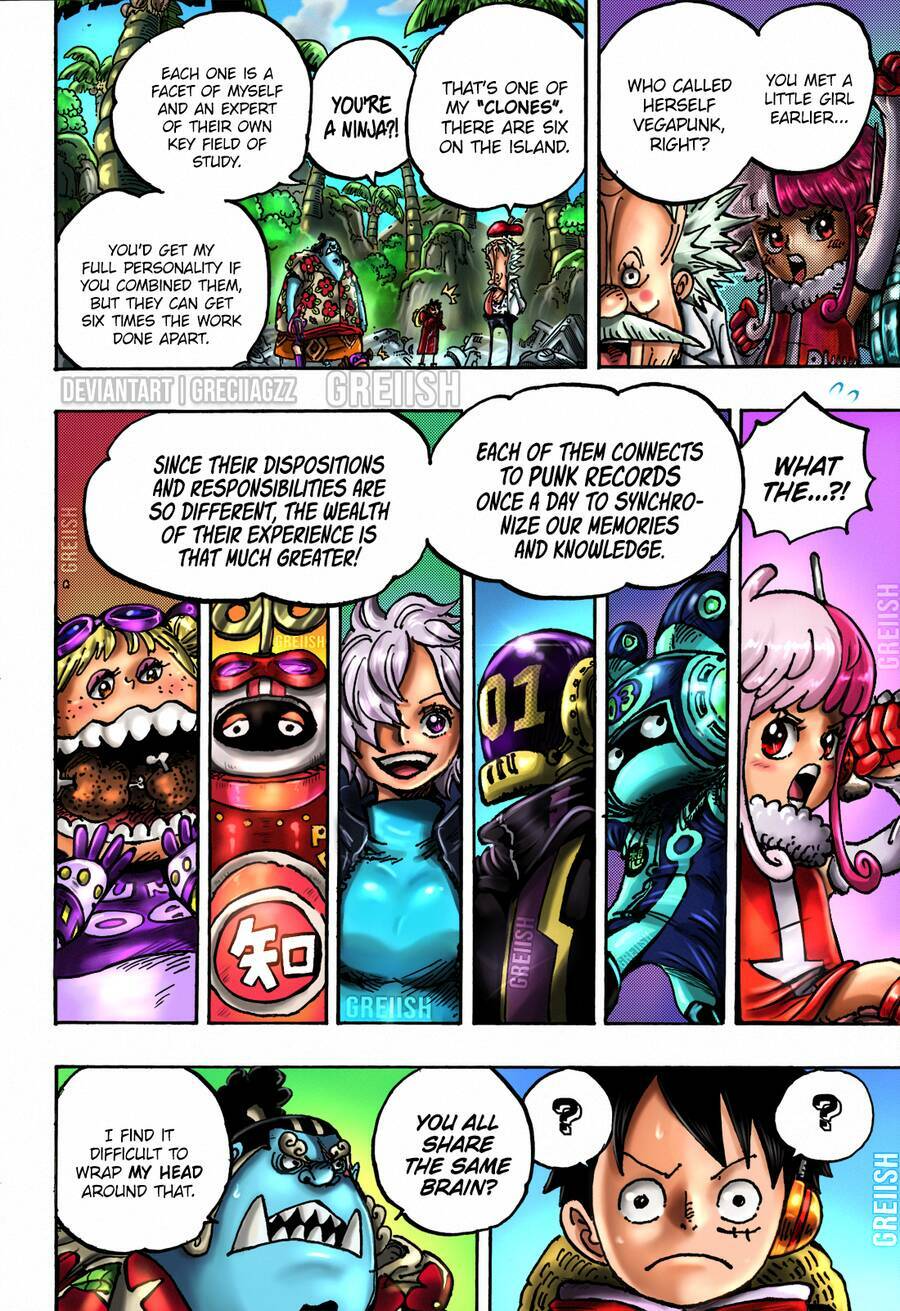 YOU MET A
LITTLE GIRL
EARLIER...
WHO CALLED
HERSELF
VEGAPUNK,
RIGHT?
THAT'S ONE OF
MY "CLONES".
THERE ARE SIX
ON THE ISLAND.
YOU'RE
A NINJA?!
EACH ONE IS A
FACET OF MYSELF
AND AN EXPERT
OF THEIR OWN
KEY FIELD OF
STUDY.
YOU'D GET MY
FULL PERSONALITY IF
YOU COMBINED THEM,
BUT THEY CAN GET
SIX TIMES THE WORK
DONE APART.
DEVIANTART | GRECIIAGZZ GREIISH
WHAT
THE...?!
EACH OF THEM CONNECTS
TO PUNK RECORDS
ONCE A DAY TO SYNCHRO-
NIZE OUR MEMORIES
AND KNOWLEDGE.
SINCE THEIR DISPOSITIONS
AND RESPONSIBILITIES ARE
SO DIFFERENT, THE WEALTH
OF THEIR EXPERIENCE IS
THAT MUCH GREATER!
GREIISH
GREIISH
GREIISH
01
03
知
GREIISH
GREIISH
?
?
YOU ALL
SHARE
THE SAME
BRAIN?
I FIND IT
DIFFICULT TO
WRAP MY HEAD
AROUND THAT.
GREIISH